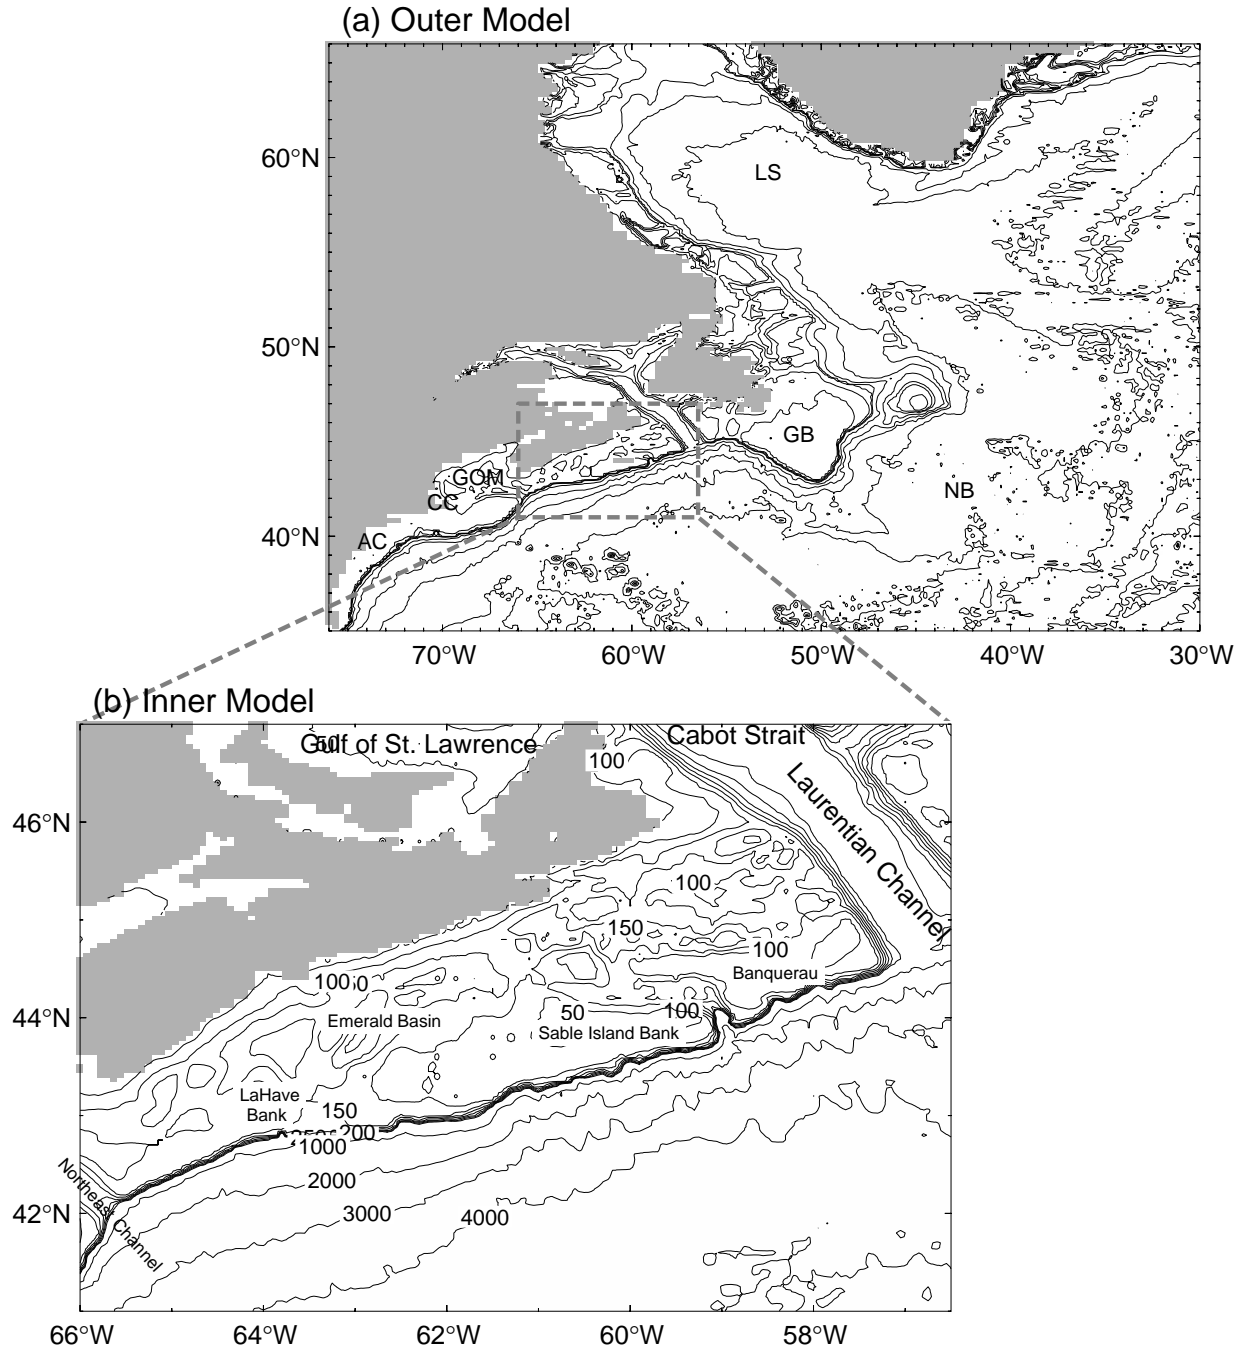 (a) Outer Model
60°N
LS
50°N
GB
GOM
NB
CC
40°N
AC
70°W
60°W
50°W
40°W
30°W
(b) Inner Model
Gulf of St. Lawrence
50
Cabot Strait
100
Laurentian Channel
46°N
100
150
100
Banquerau
100
50
100
44°N
Emerald Basin
Sable Island Bank
LaHave
Bank
150
200
1000
2000
Northeast Channel
42°N
3000
4000
66°W
64°W
62°W
60°W
58°W